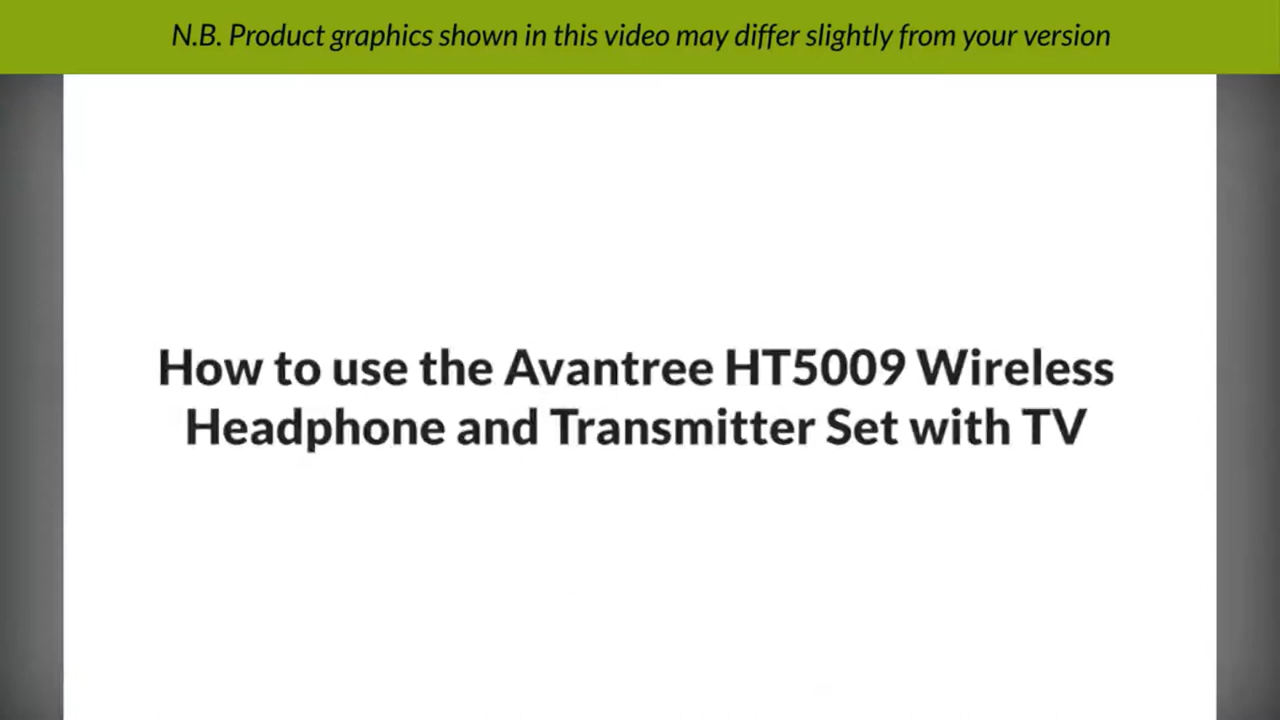 N.B. Product graphics shown in this video may differ slightly from your version
How to use the Avantree HT5009 Wireless
Headphone and Transmitter Set with TV